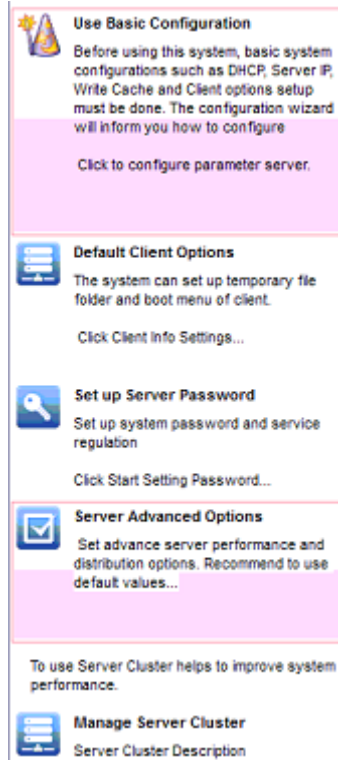 Use Basic Configuration
Before using this system, basic system
configurations such as DHCP, Server IP,
Write Cache and Client options setup
must be done. The configuration wizard
will inform you how to configure
Click to configure parameter server.
Default Client Options
The system can set up temporary file
folder and boot menu of client.
Click Client Info Settings...
Set up Server Password
Set up system password and service
regulation
Click Start Setting Password...
Server Advanced Options
Set advance server performance and
distribution options. Recommend to use
default values...
To use Server Cluster helps to improve system
performance.
Manage Server Cluster
Server Cluster Description